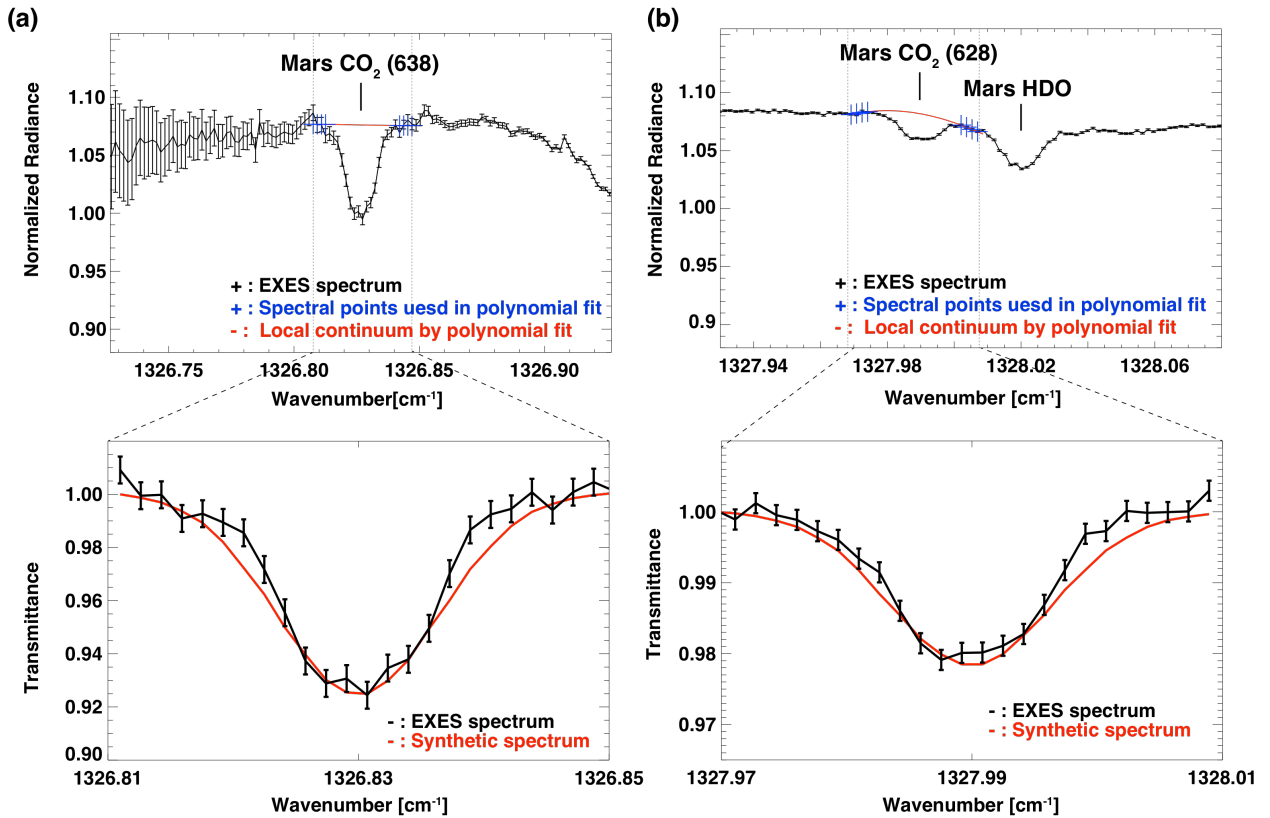 (a)
Mars CO2 (638)
Normalized Radiance
1.10
1.05
1.00
0.95
0.90
+ : EXES spectrum
+ : Spectral points uesd in polynomial fit
- : Local continuum by polynomial fit
1326.75 1326.80 1326.85 1326.90
Wavenumber[cm-1]
(b)
Mars CO2 (628)
Mars HDO
Normalized Radiance
1.10
1.05
1.00
0.95
0.9
+ : EXES spectrum
+ : Spectral points uesd in polynomial fit
- : Local continuum by polynomial fit
1327.94 1327.98 1328.02 1328.06
Wavenumber [cm-1]
Transmittance
1.00
0.98
0.96
0.94
0.92
0.90
- : EXES spectrum
- : Synthetic spectrum
1326.81 1326.83 1326.85
Wavenumber [cm-1]
Transmittance
1.00
0.99
0.98
0.97
- : EXES spectrum
- : Synthetic spectrum
1327.97 1327.99 1328.01
Wavenumber [cm-1]